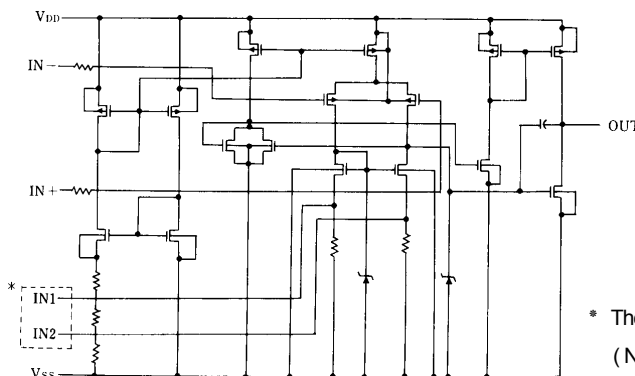 VDD
IN−
OUT
IN+
*
IN1
IN2
VSS
* The
(N